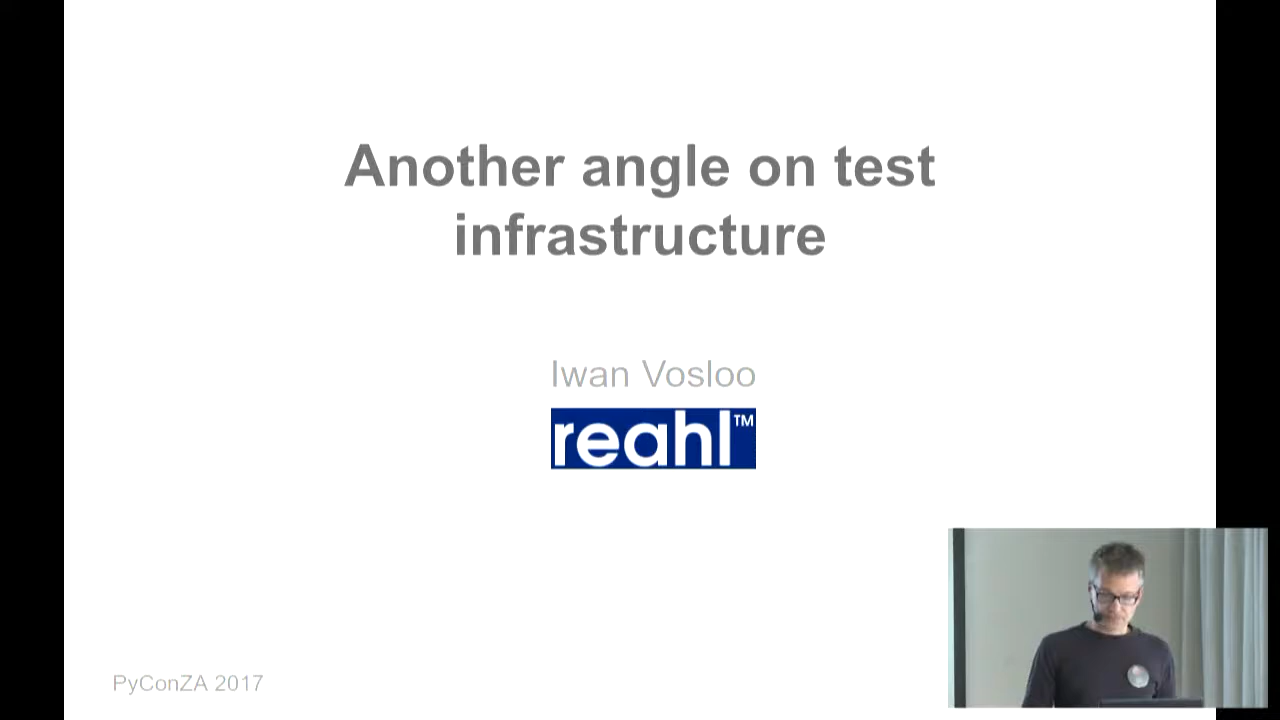 Another angle on test
infrastructure
Iwan Vosloo
reahl™
PyConZA 2017